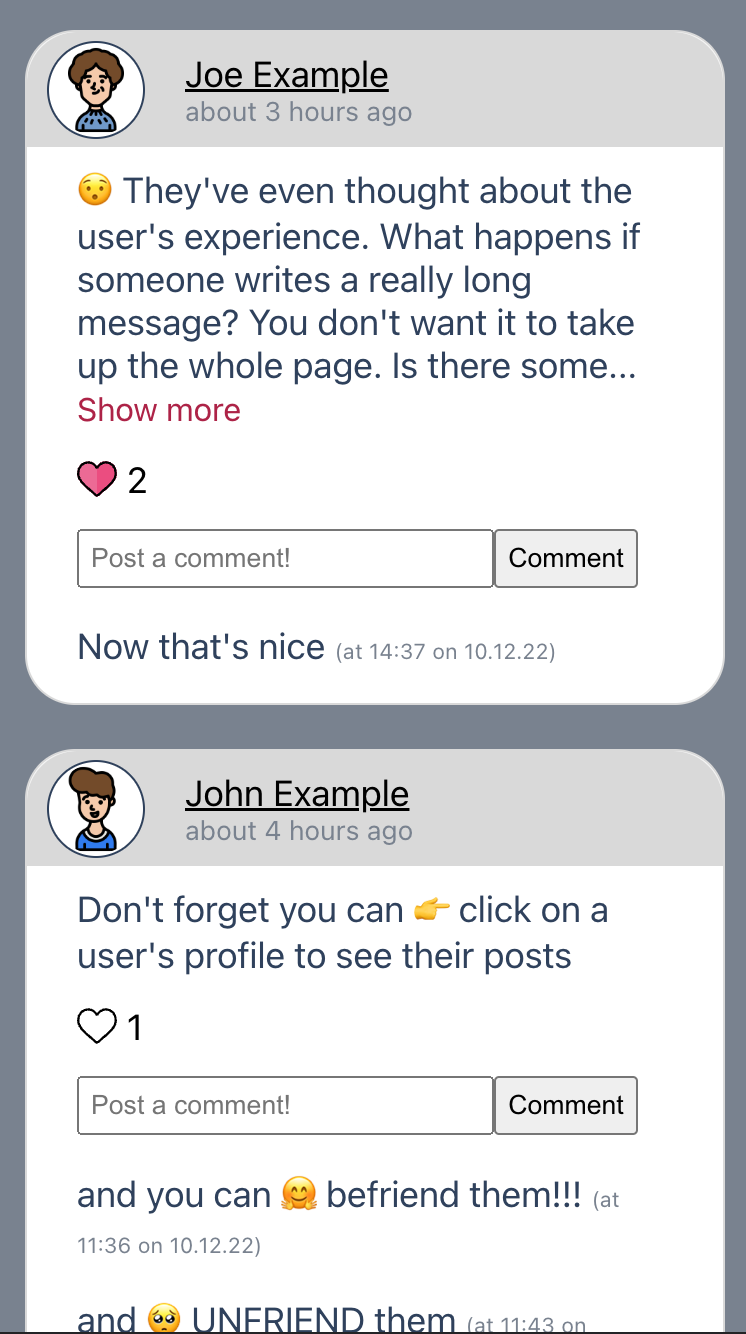 Joe Example
about 3 hours ago
😯 They've even thought about the
user's experience. What happens if
someone writes a really long
message? You don't want it to take
up the whole page. Is there some...
Show more
2
Post a comment! Comment
Now that's nice (at 14:37 on 10.12.22)
John Example
about 4 hours ago
Don't forget you can 👉 click on a
user's profile to see their posts
1
Post a comment! Comment
and you can 🤗 befriend them!!! (at
11:36 on 10.12.22)
and 🥺 UNFRIEND them (at 11:43 on